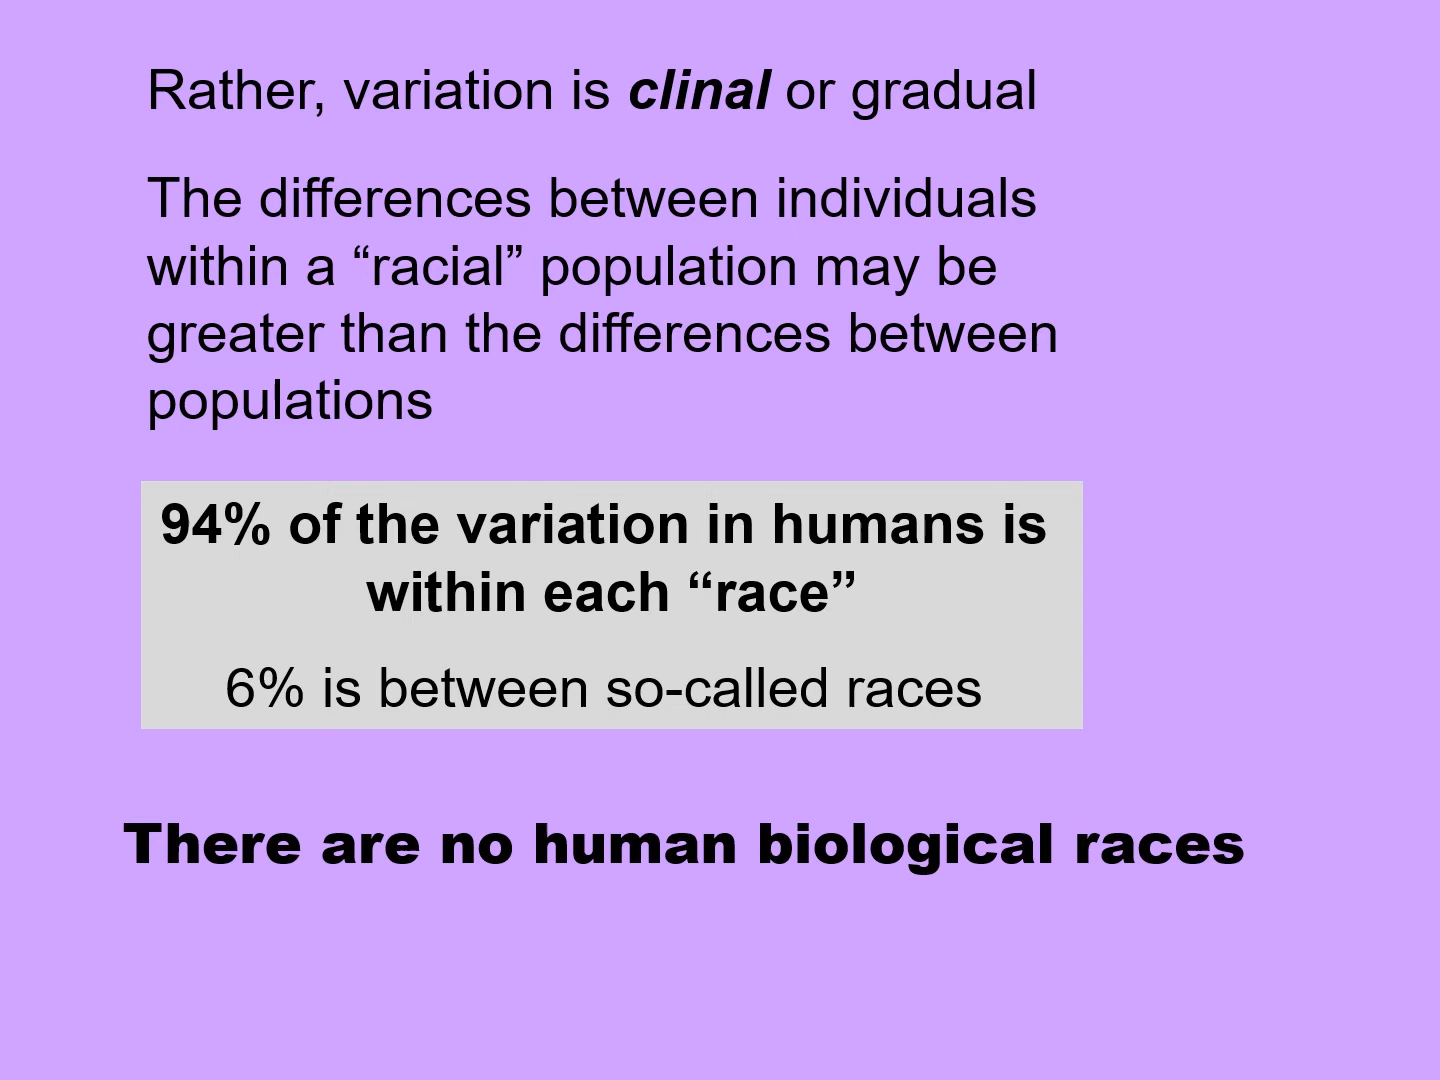 Rather, variation is clinal or gradual
The differences between individuals
within a “racial” population may be
greater than the differences between
populations
94% of the variation in humans is
within each “race”
6% is between so-called races
There are no human biological races